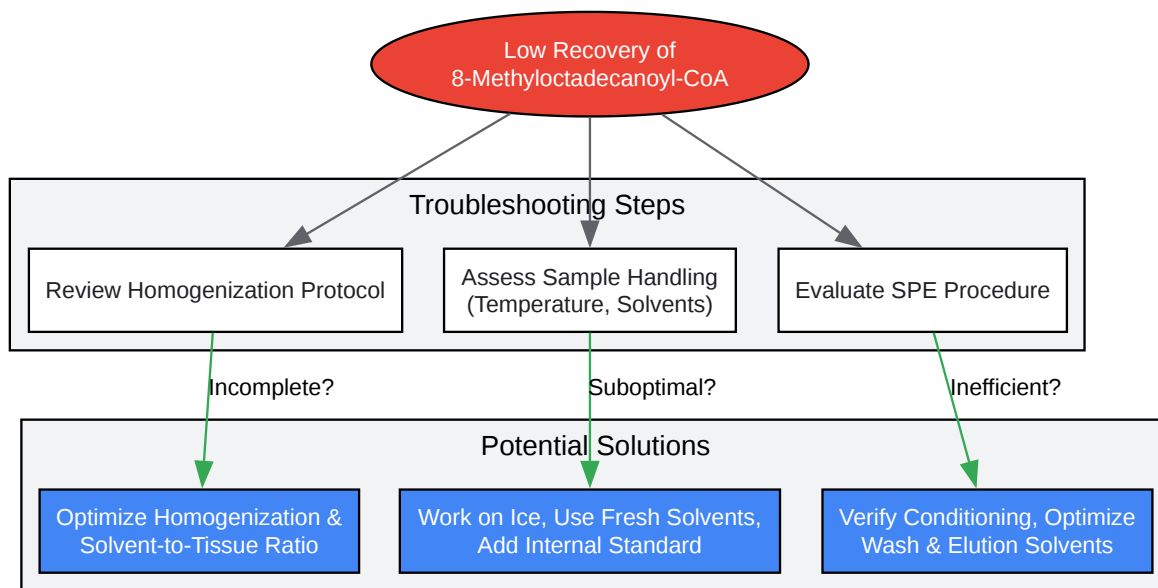 Low Recovery of
8-Methyloctadecanoyl-CoA
Troubleshooting Steps
Review Homogenization Protocol
Assess Sample Handling
(Temperature, Solvents)
Evaluate SPE Procedure
Incomplete?
Suboptimal?
Inefficient?
Potential Solutions
Optimize Homogenization &
Solvent-to-Tissue Ratio
Work on Ice, Use Fresh Solvents,
Add Internal Standard
Verify Conditioning, Optimize
Wash & Elution Solvents